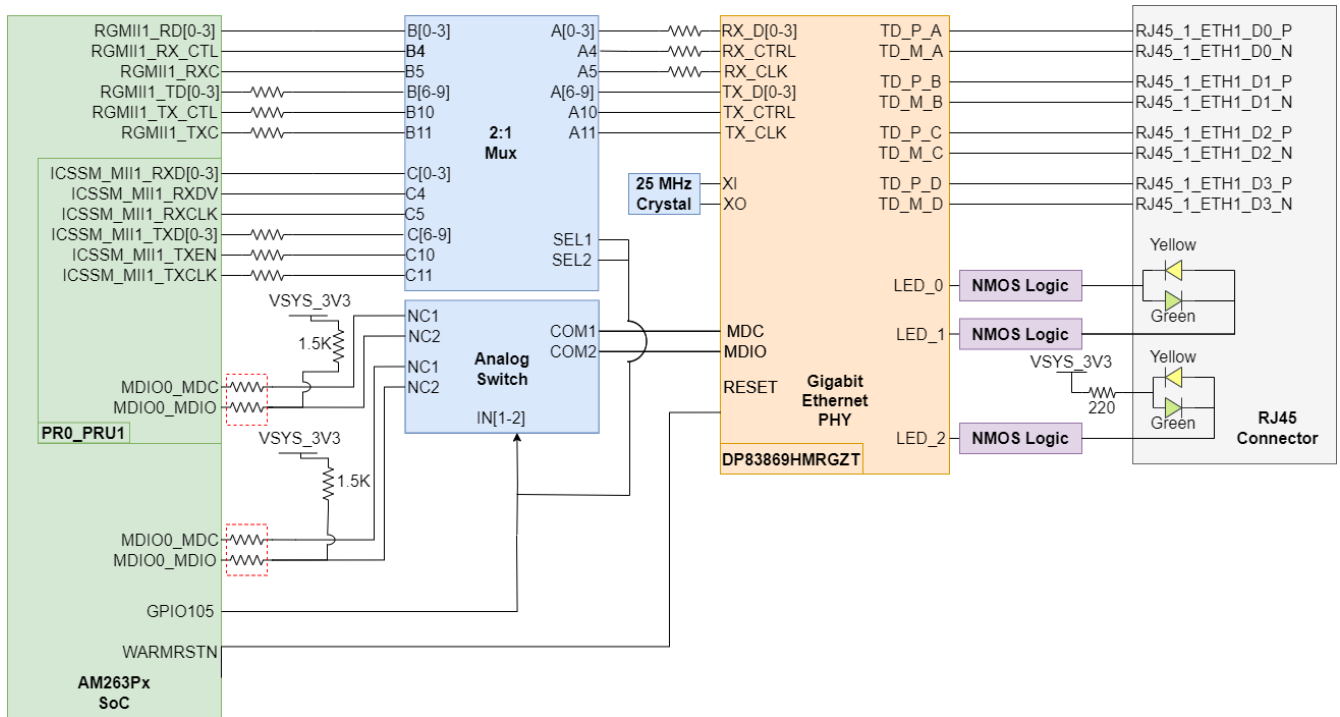 RGMII1_RD[0-3]
RGMII1_RX_CTL
RGMII1_RXC
RGMII1_TD[0-3]
RGMII1_TX_CTL
RGMII1_TXC
ICSSM_MII1_RXD[0-3]
ICSSM_MII1_RXDV
ICSSM_MII1_RXCLK
ICSSM_MII1_TXD[0-3]
ICSSM_MII1_TXEN
ICSSM_MII1_TXCLK
MDIO0_MDC
MDIO0_MDIO
PR0_PRU1
MDIO0_MDC
MDIO0_MDIO
GPIO105
WARMRSTN
AM263Px
SoC
VSYS_3V3
1.5K
VSYS_3V3
1.5K
B[0-3]
B4
B5
B[6-9]
B10
B11
C[0-3]
C4
C5
C[6-9]
C10
C11
2:1
Mux
A[0-3]
A4
A5
A[6-9]
A10
A11
SEL1
SEL2
NC1
NC2
NC1
NC2
Analog
Switch
COM1
COM2
IN[1-2]
25 MHz
Crystal
RX_D[0-3]
RX_CTRL
RX_CLK
TX_D[0-3]
TX_CTRL
TX_CLK
XI
XO
MDC
MDIO
RESET
Gigabit
Ethernet
PHY
DP83869HMRGZT
TD_P_A
TD_M_A
TD_P_B
TD_M_B
TD_P_C
TD_M_C
TD_P_D
TD_M_D
LED_0
LED_1
LED_2
NMOS Logic
NMOS Logic
VSYS_3V3
220
NMOS Logic
RJ45_1_ETH1_D0_P
RJ45_1_ETH1_D0_N
RJ45_1_ETH1_D1_P
RJ45_1_ETH1_D1_N
RJ45_1_ETH1_D2_P
RJ45_1_ETH1_D2_N
RJ45_1_ETH1_D3_P
RJ45_1_ETH1_D3_N
Yellow
Green
Yellow
Green
RJ45
Connector